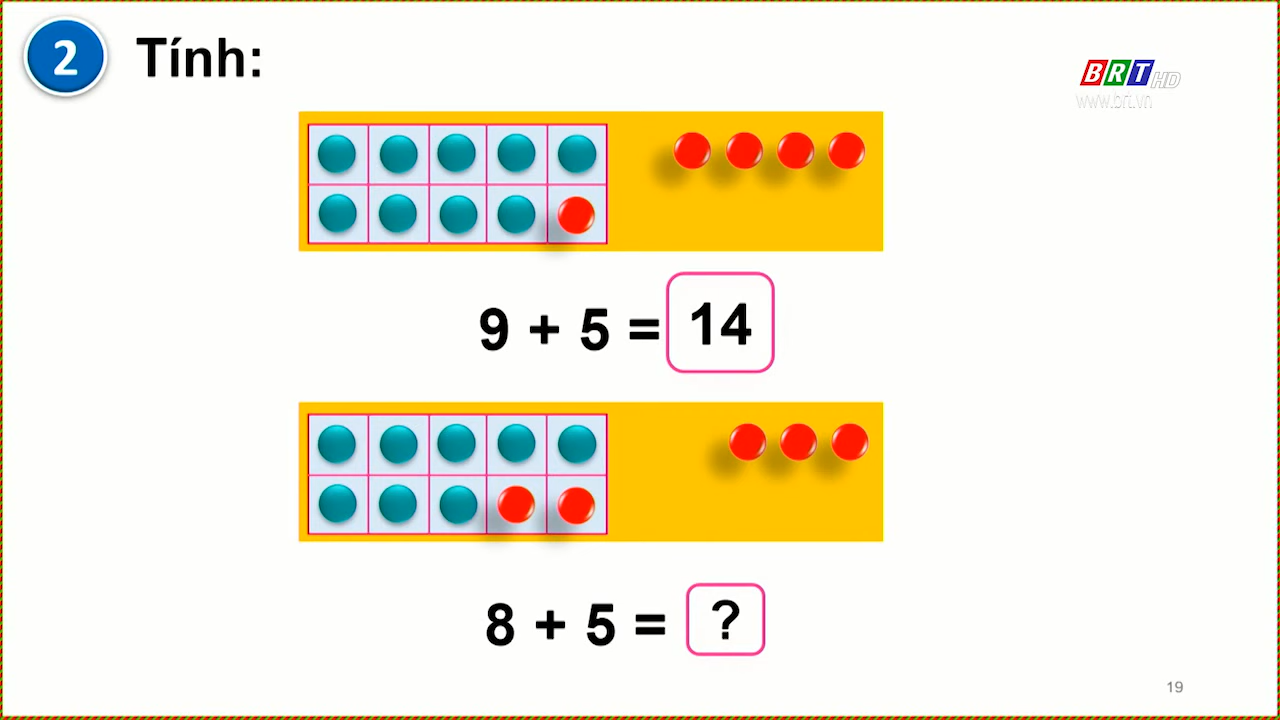 2 Tính:
BRT HD
www.brt.vn
9 + 5 = 14
8 + 5 = ?
19